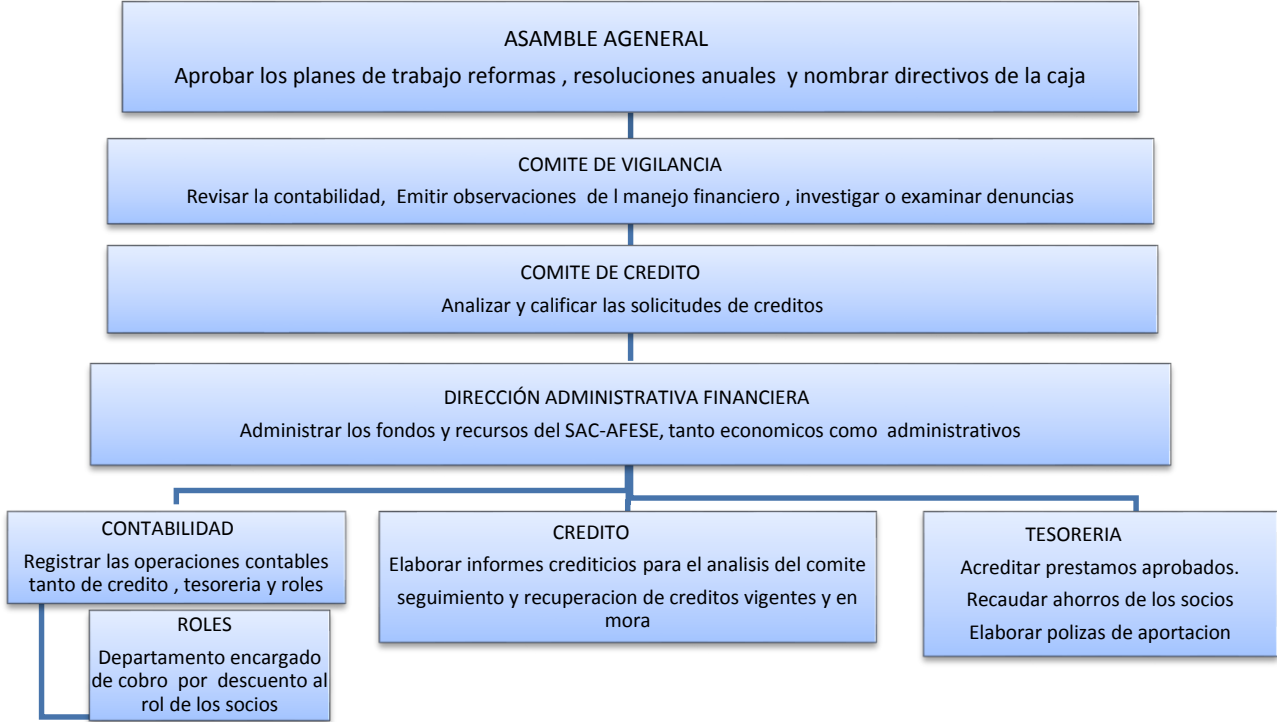 ASAMBLE AGENERAL
Aprobar los planes de trabajo reformas , resoluciones anuales y nombrar directivos de la caja
COMITE DE VIGILANCIA
Revisar la contabilidad, Emitir observaciones de l manejo financiero , investigar o examinar denuncias
COMITE DE CREDITO
Analizar y calificar las solicitudes de creditos
DIRECCIÓN ADMINISTRATIVA FINANCIERA
Administrar los fondos y recursos del SAC-AFESE, tanto economicos como administrativos
CONTABILIDAD
Registrar las operaciones contables
tanto de credito , tesoreria y roles
ROLES
Departamento encargado
de cobro por descuento al
rol de los socios
CREDITO
Elaborar informes crediticios para el analisis del comite
seguimiento y recuperacion de creditos vigentes y en
mora
TESORERIA
Acreditar prestamos aprobados.
Recaudar ahorros de los socios
Elaborar polizas de aportacion